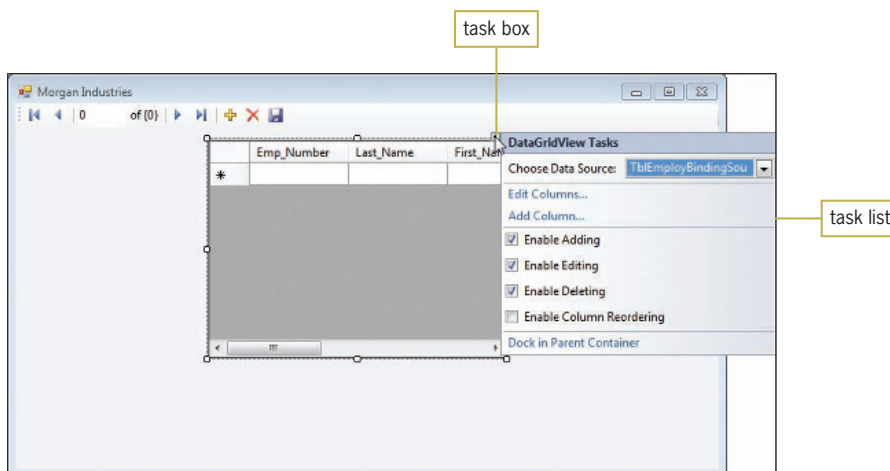 task box
Morgan Industries
0 of {0}
DataGridView Tasks
Emp_Number Last_Name First_Na
Choose Data Source: TblEmployBindingSou
Edit Columns...
Add Column...
task list
Enable Adding
Enable Editing
Enable Deleting
Enable Column Reordering
Dock in Parent Container